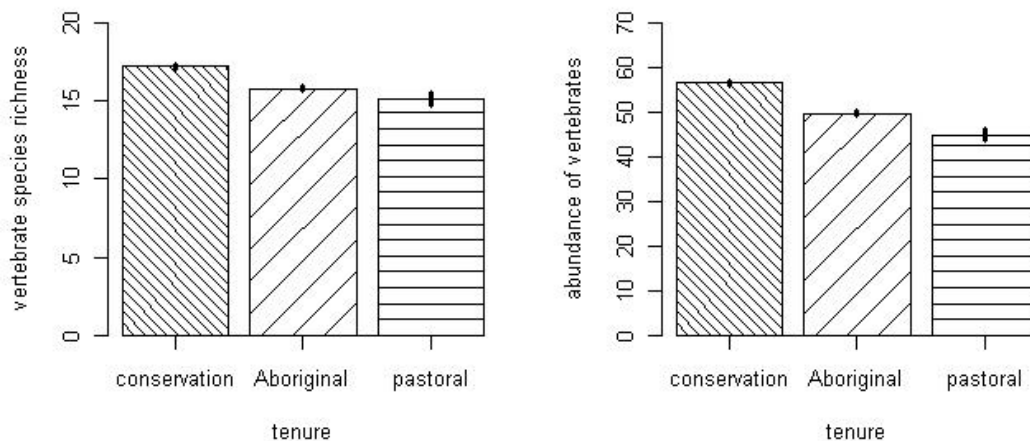 vertebrate species richness
20
15
10
5
0
conservation Aboriginal pastoral
tenure
abundance of vertebrates
70
60
50
40
30
20
10
0
conservation Aboriginal pastoral
tenure